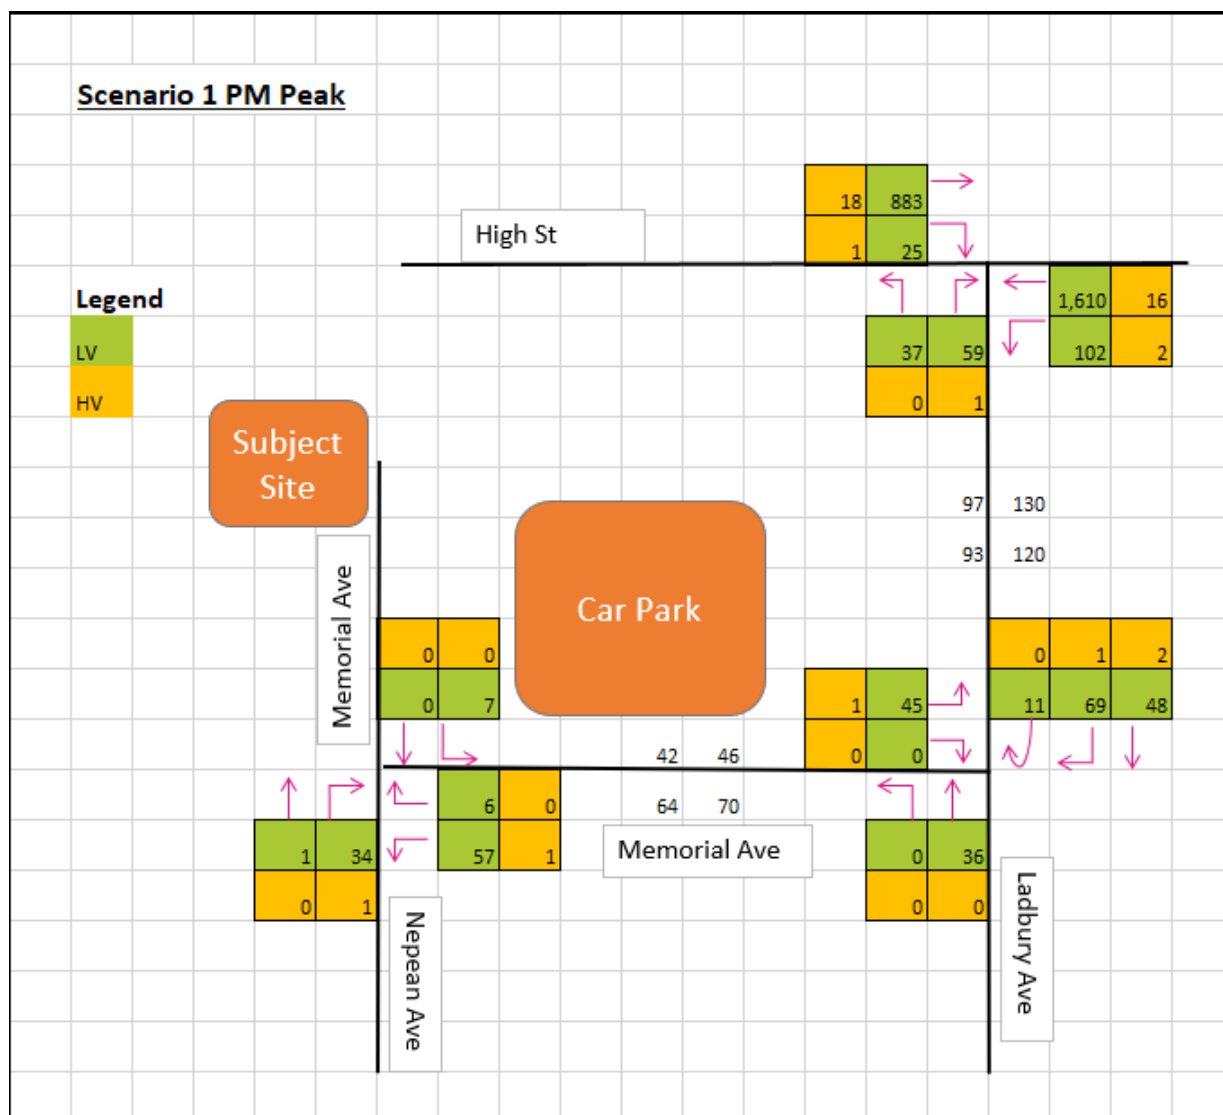 Scenario 1 PM Peak
18 883
High St
1 25
Legend
1,610 16
LV
37 59
102 2
HV
0 1
Subject
Site
97 130
93 120
Memorial Ave
Car Park
0 0
0 1 2
0 7
1 45
11 69 48
42 46
0 0
6 0
64 70
1 34
57 1
Memorial Ave
0 36
0 1
0 0
Nepean Ave
Ladbury Ave